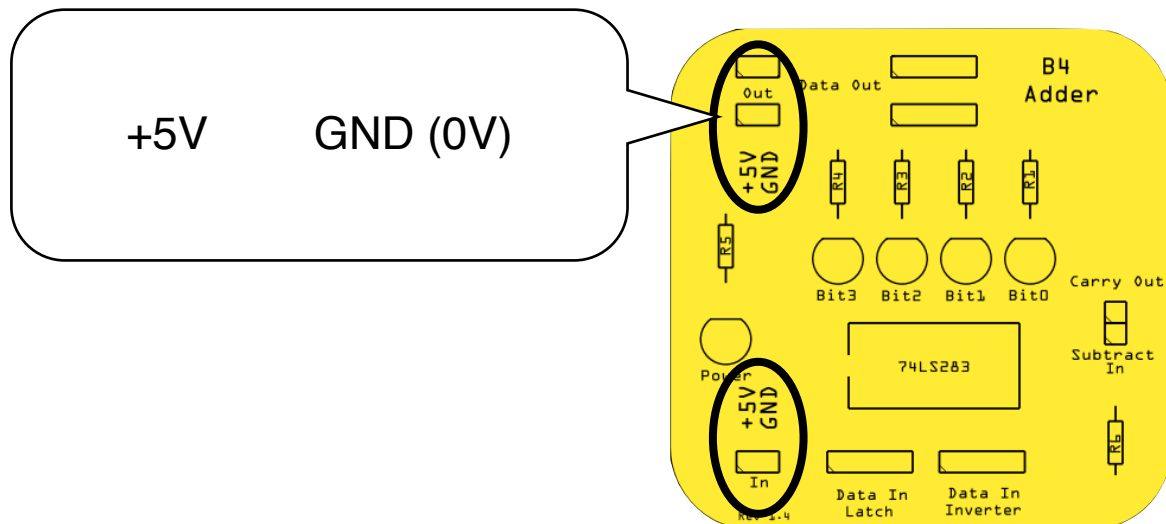 +5V GND (0V)
B4
Adder
Out
Data Out
+5V
GND
R4
R3
R2
R1
R5
Bit3
Bit2
Bit1
Bit0
Carry Out
Power
74LS283
Subtract
In
+5V
GND
R6
In
Data In
Latch
Data In
Inverter
Rev 1.4